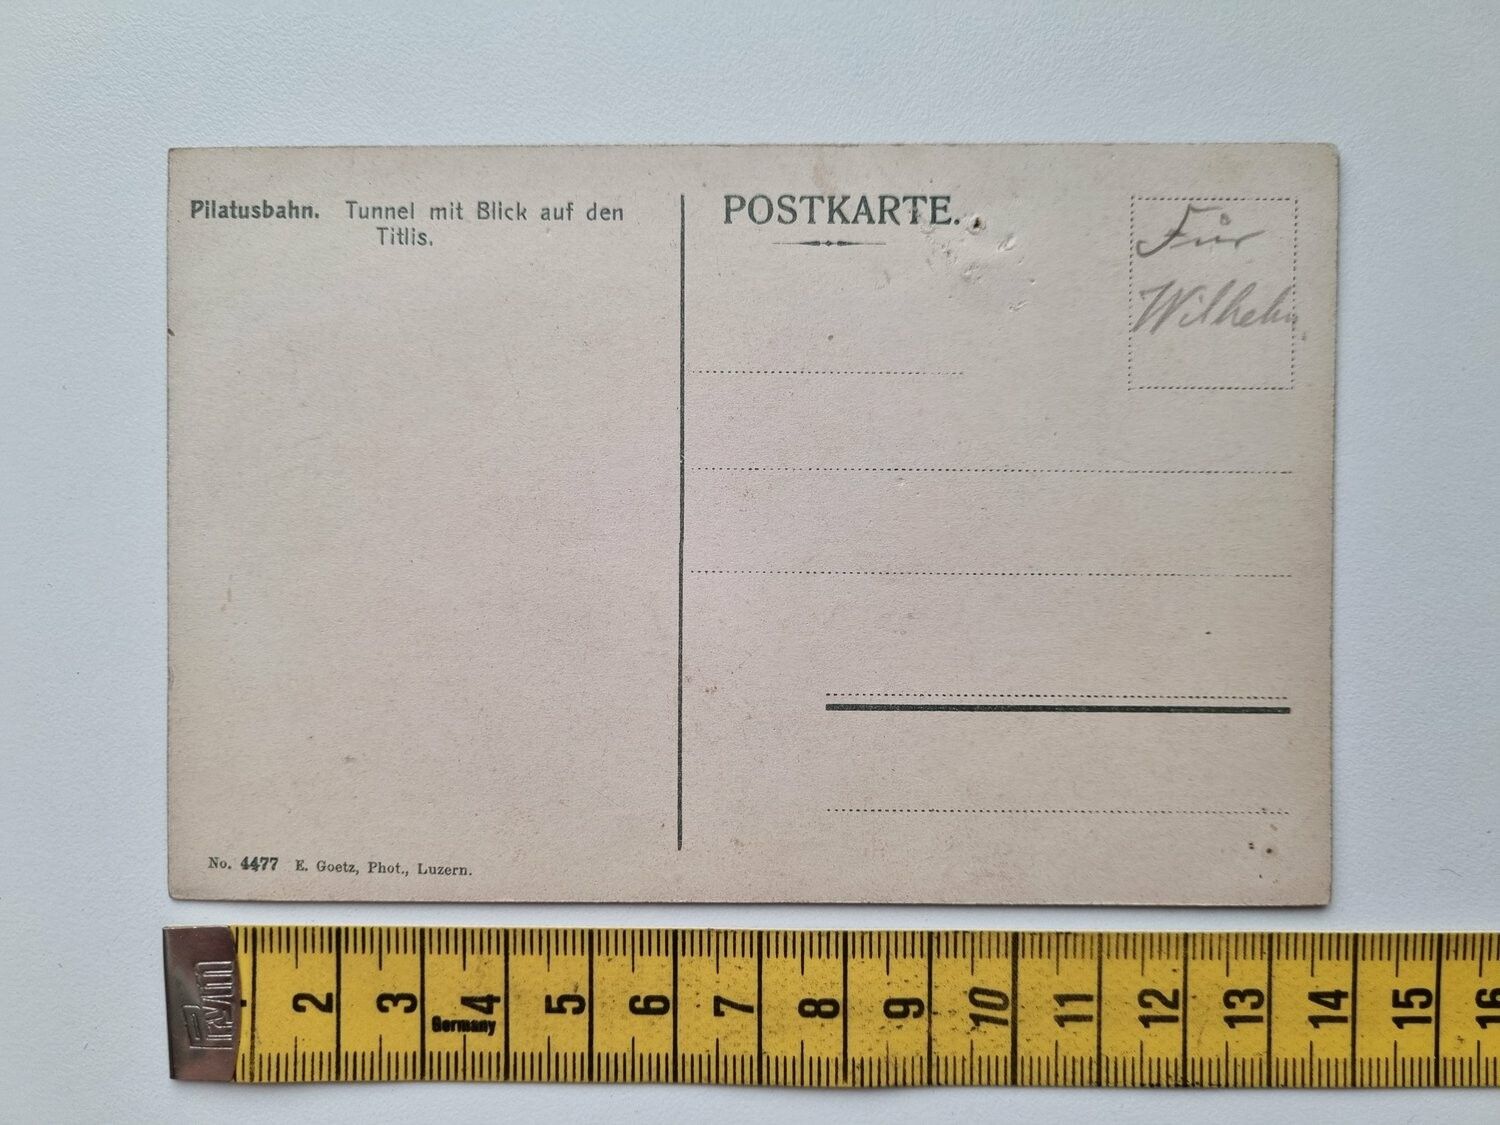 Pilatusbahn. Tunnel mit Blick auf den
Titlis.
POSTKARTE.
Für
Wilhelm
No. 4477 E. Goetz, Phot., Luzern.
Prym
2 3 4 5 6 7 8 9 10 11 12 13 14 15 16
Germany